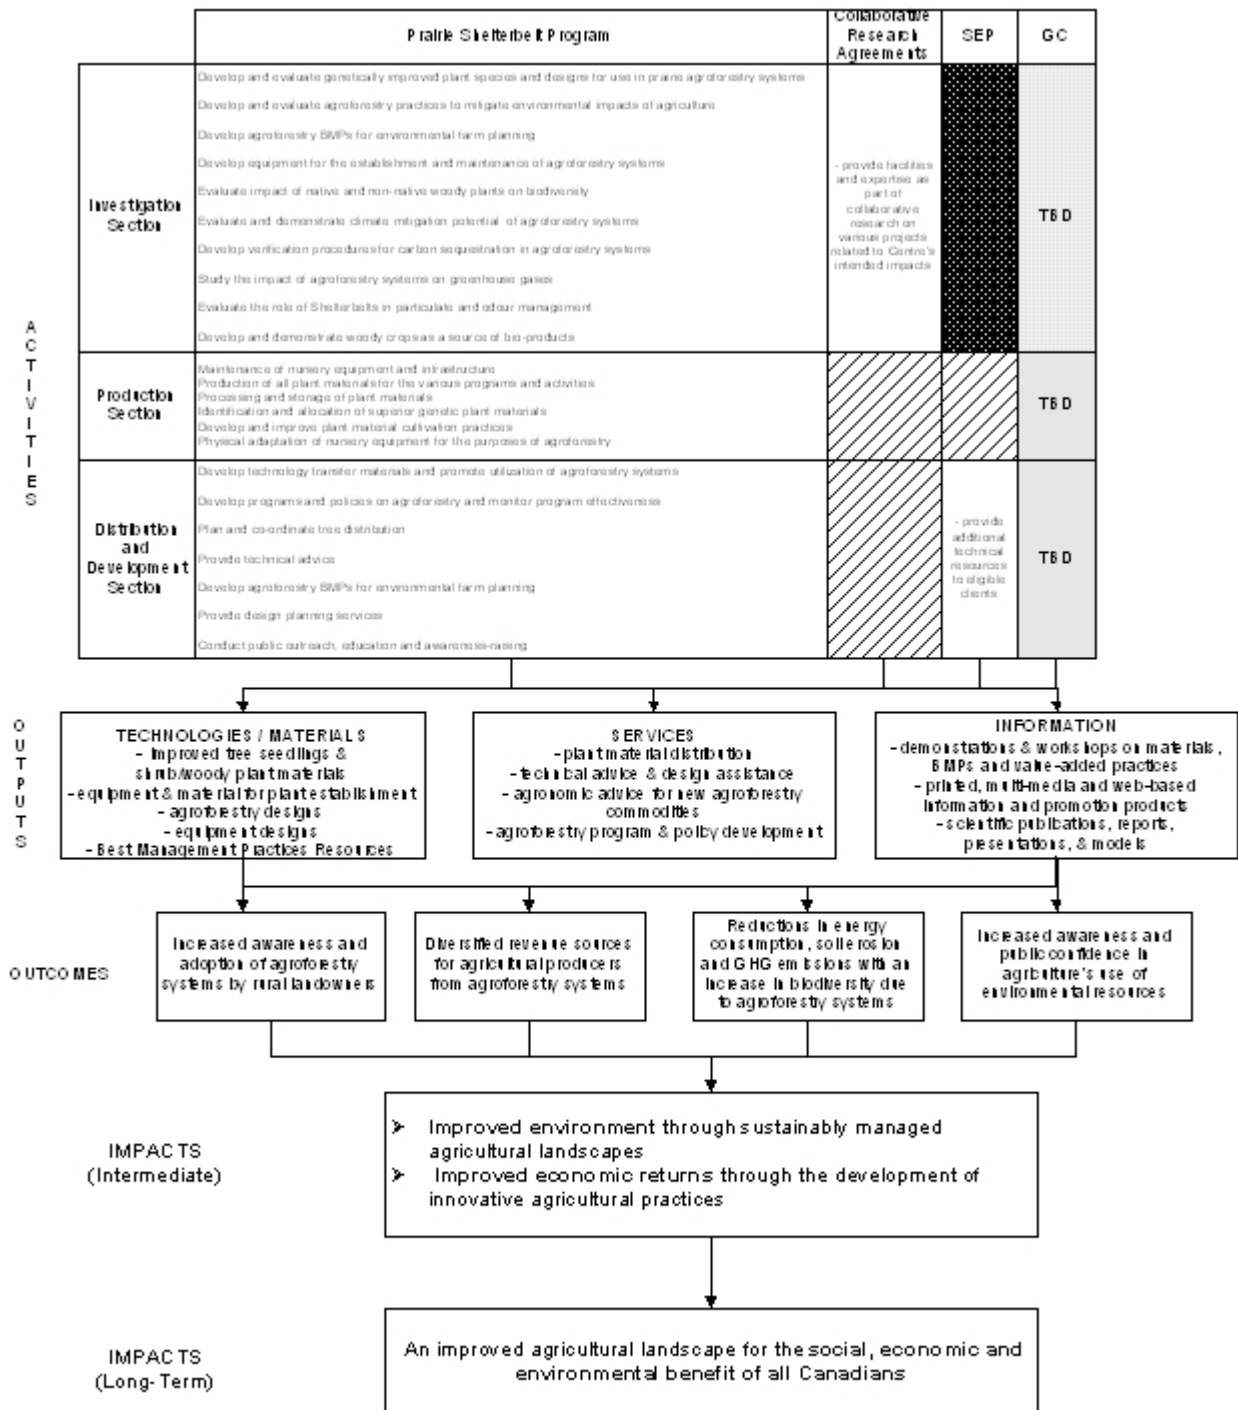 Prairie Shelterbelt Program
Collaborative
Research
Agreements
SEP
GC
ACTIVITIES
Investigation
Section
Develop and evaluate genetically improved plant species and designs for use in prairie agroforestry systems
Develop and evaluate agroforestry practices to mitigate environmental impacts of agriculture
Develop agroforestry BMPs for environmental farm planning
Develop equipment for the establishment and maintenance of agroforestry systems
Evaluate impact of native and non-native woody plants on biodiversity
Evaluate and demonstrate climate mitigation potential of agroforestry systems
Develop verification procedures for carbon sequestration in agroforestry systems
Study the impact of agroforestry systems on greenhouse gases
Evaluate the role of Shelterbelts in particulate and odour management
Develop and demonstrate woody crops as a source of bio-products
- provide facilities
and expertise as
part of
collaborative
research on
various projects
related to Centre's
intended impacts
TBD
Production
Section
Maintenance of nursery equipment and infrastructure
Production of all plant materials for the various programs and activities
Processing and storage of plant materials
Identification and allocation of superior genetic plant materials
Develop and improve plant material cultivation practices
Physical adaptation of nursery equipment for the purposes of agroforestry
TBD
Distribution
and
Development
Section
Develop technology transfer materials and promote utilization of agroforestry systems
Develop programs and policies on agroforestry and monitor program effectiveness
Plan and co-ordinate tree distribution
Provide technical advice
Develop agroforestry BMPs for environmental farm planning
Provide design planning services
Conduct public outreach, education and awareness-raising
- provide
additional
technical
resources
to eligible
clients
TBD
OUTPUTS
TECHNOLOGIES / MATERIALS
- Improved tree seedlings &
shrub/woody plant materials
- equipment & material for plant establishment
- agroforestry designs
- equipment designs
- Best Management Practices Resources
SERVICES
- plant material distribution
- technical advice & design assistance
- agronomic advice for new agroforestry
commodities
- agroforestry program & policy development
INFORMATION
- demonstrations & workshops on materials,
BMPs and value-added practices
- printed, multi-media and web-based
Information and promotion products
- scientific publications, reports,
presentations, & models
OUTCOMES
Increased awareness and
adoption of agroforestry
systems by rural landowners
Diversified revenue sources
for agricultural producers
from agroforestry systems
Reductions in energy
consumption, soil erosion
and GHG emissions with an
increase in biodiversity due
to agroforestry systems
Increased awareness and
public confidence in
agriculture's use of
environmental resources
IMPACTS
(Intermediate)
➢ Improved environment through sustainably managed
agricultural landscapes
➢ Improved economic returns through the development of
innovative agricultural practices
IMPACTS
(Long-Term)
An improved agricultural landscape for the social, economic and
environmental benefit of all Canadians